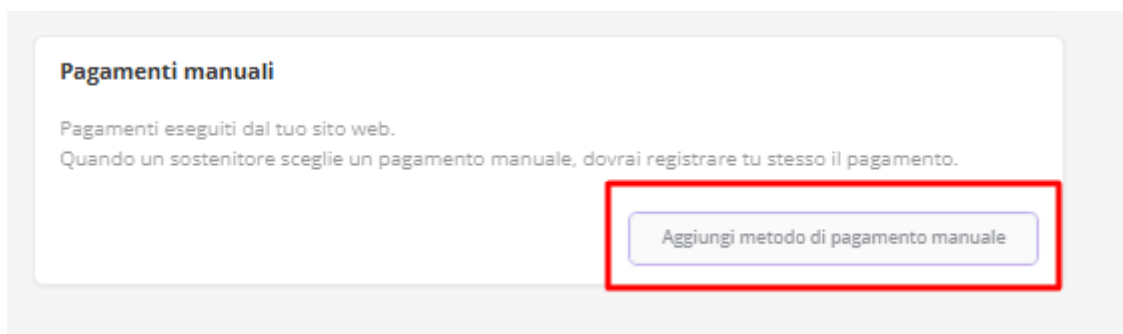 Pagamenti manuali
Pagamenti eseguiti dal tuo sito web.
Quando un sostenitore sceglie un pagamento manuale, dovrai registrare tu stesso il pagamento.
Aggiungi metodo di pagamento manuale